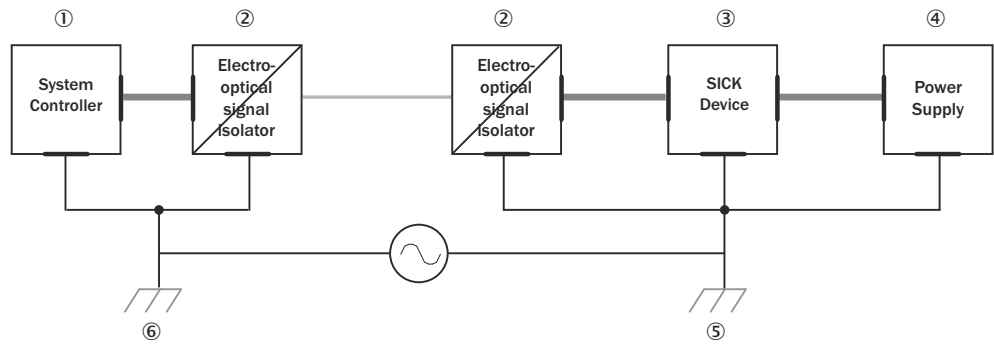 ①
②
②
③
④
System
Controller
Electro-
optical
signal
isolator
Electro-
optical
signal
isolator
SICK
Device
Power
Supply
⑥
⑤